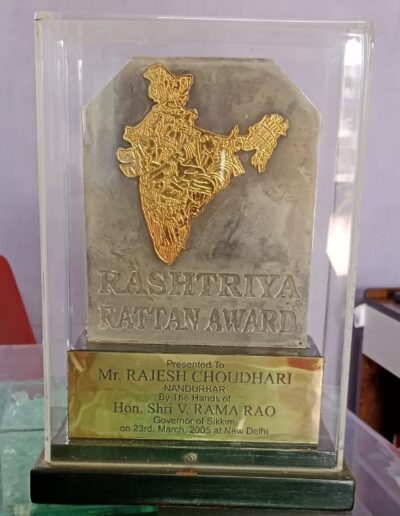 RASHTRIYA
RATTAN AWARD
Presented To
Mr. RAJESH CHOUDHARI
NANDURBAR
By The Hands of
Hon. Shri V. RAMA RAO
Governor of Sikkim
on 23rd. March, 2005 at New Delhi